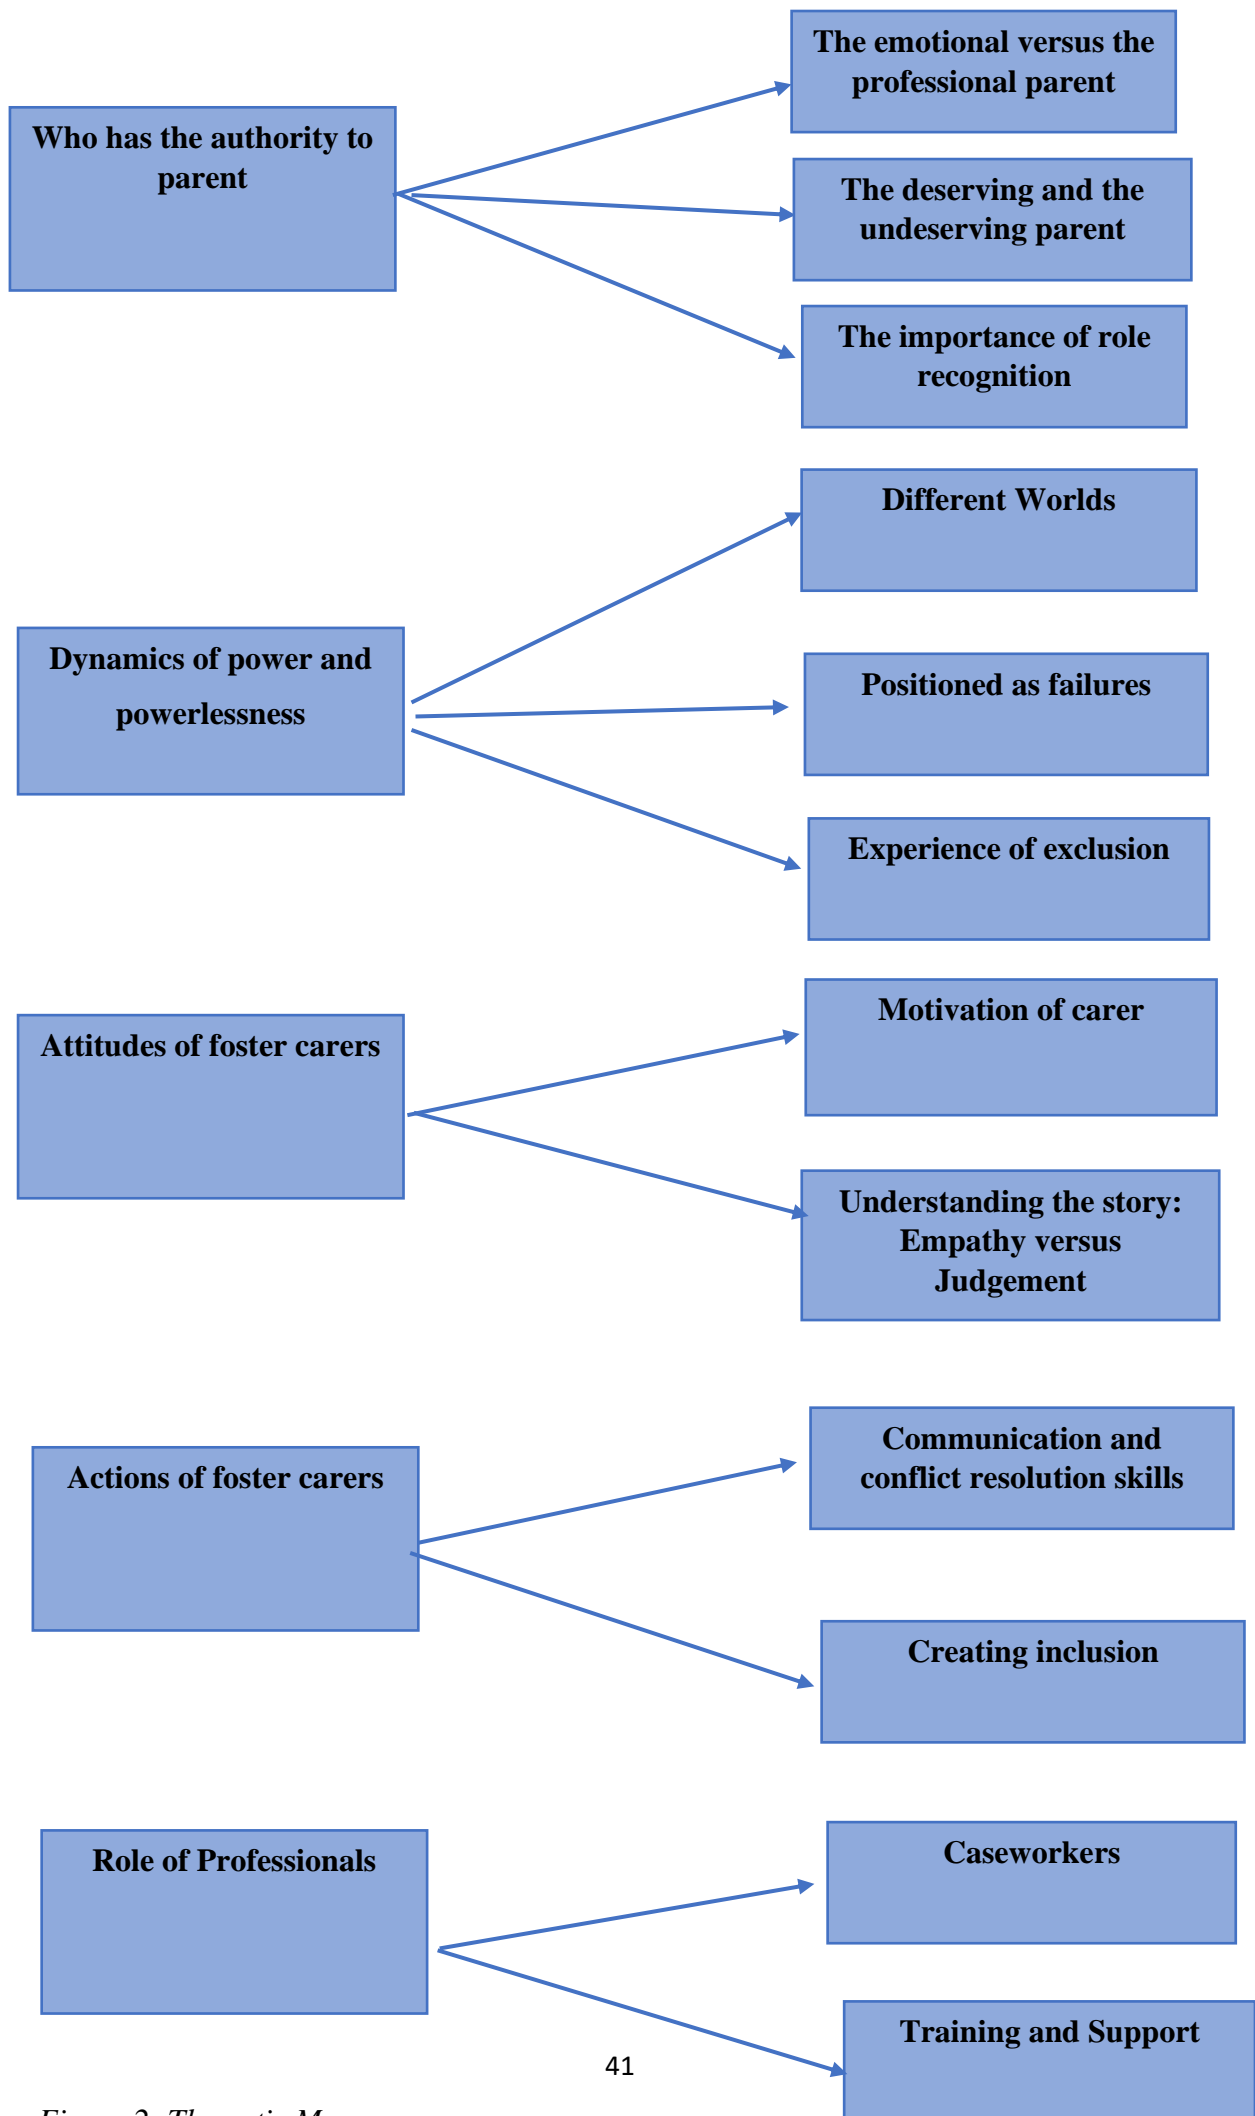 The emotional versus the
professional parent
Who has the authority to
parent
The deserving and the
undeserving parent
The importance of role
recognition
Different Worlds
Dynamics of power and
powerlessness
Positioned as failures
Experience of exclusion
Attitudes of foster carers
Motivation of carer
Understanding the story:
Empathy versus
Judgement
Actions of foster carers
Communication and
conflict resolution skills
Creating inclusion
Role of Professionals
Caseworkers
Training and Support
41